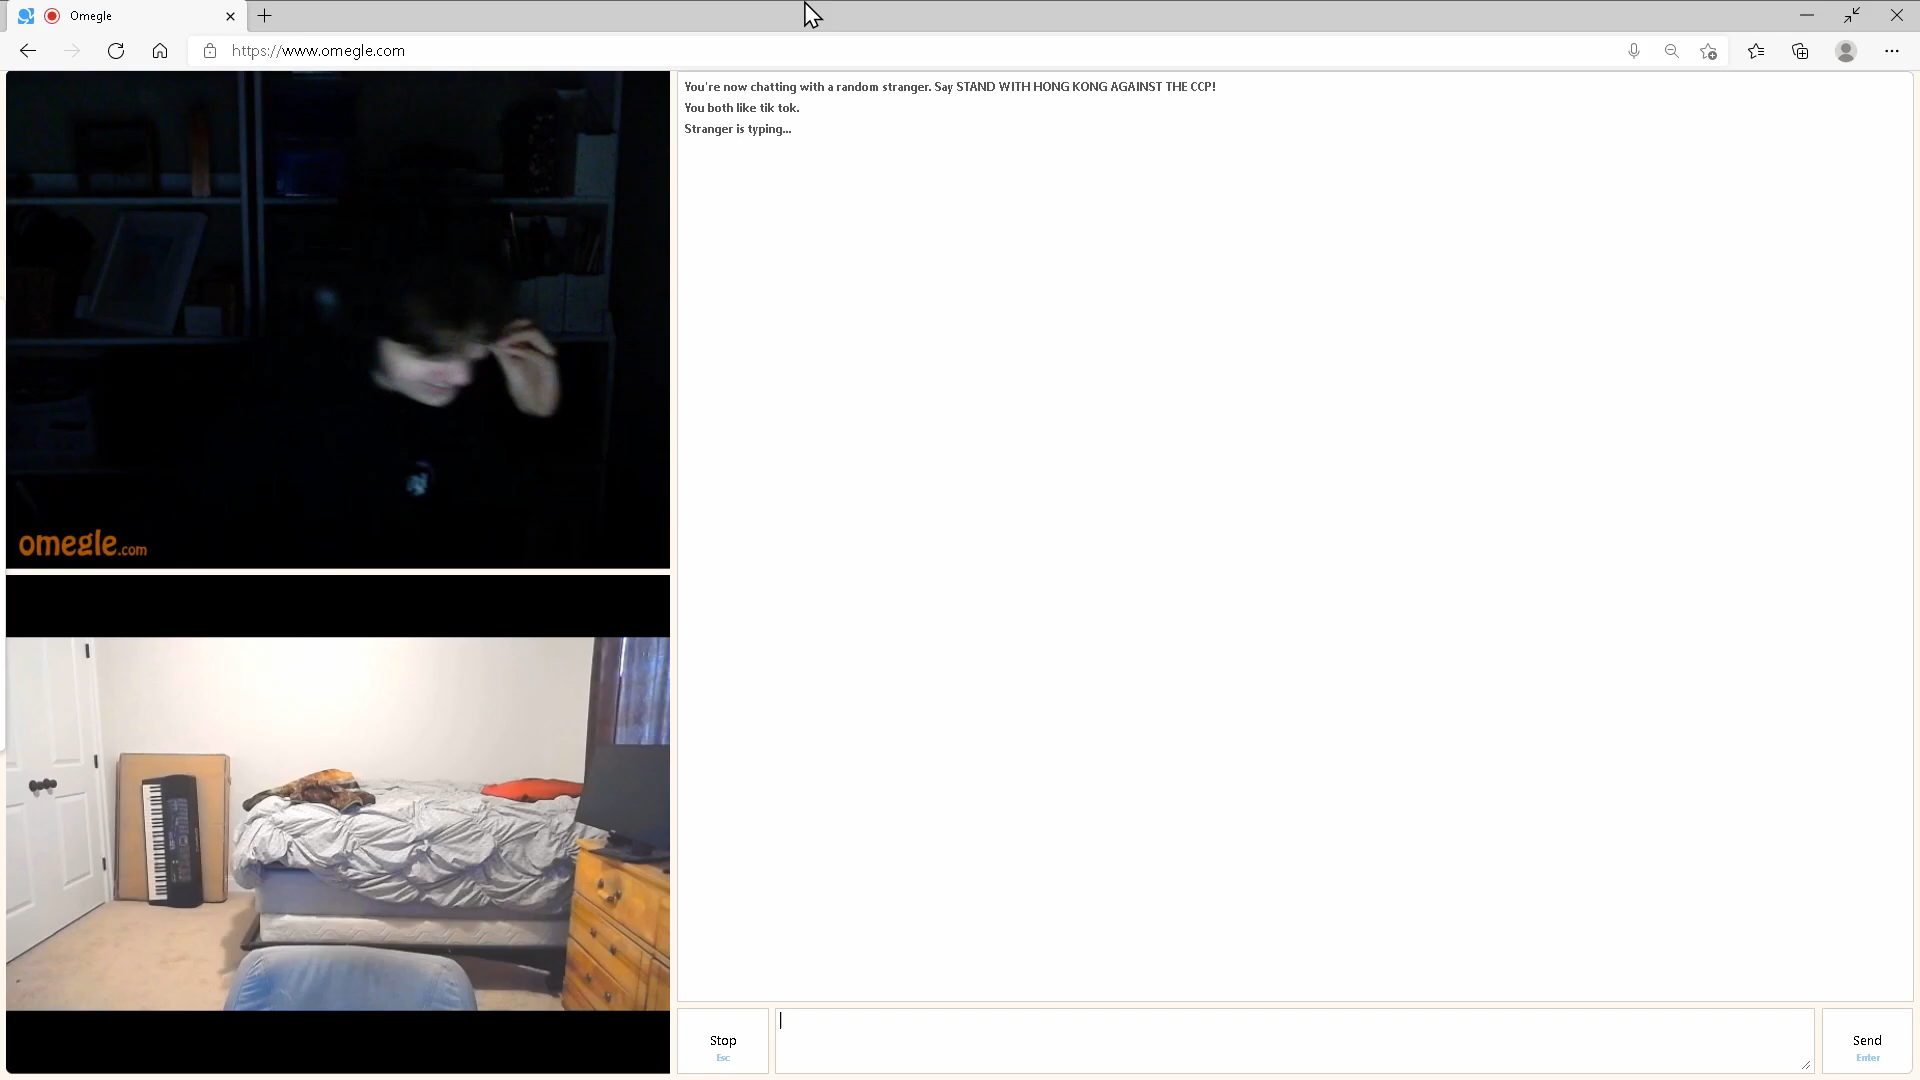 Omegle
https://www.omegle.com
You're now chatting with a random stranger. Say STAND WITH HONG KONG AGAINST THE CCP!
You both like tik tok.
Stranger is typing...
omegle.com
Stop
Esc
Send
Enter